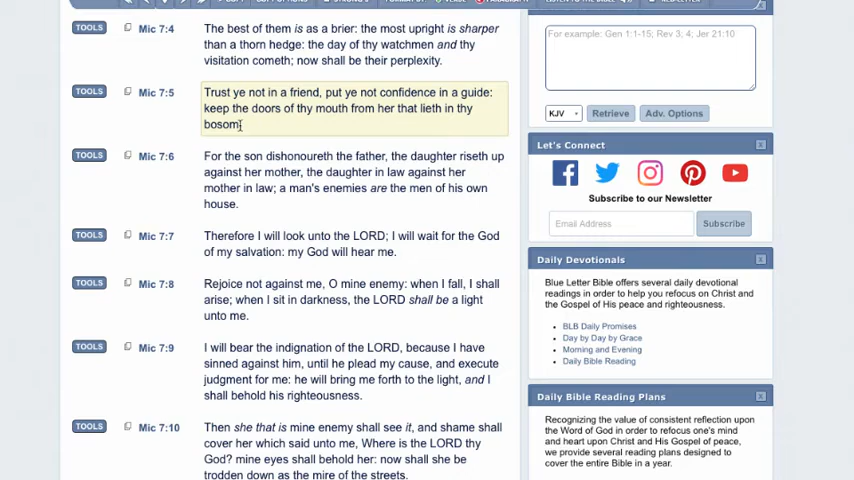 TOOLS Mic 7:4 The best of them is as a brier: the most upright is sharper
than a thorn hedge: the day of thy watchmen and thy
visitation cometh; now shall be their perplexity.
TOOLS Mic 7:5 Trust ye not in a friend, put ye not confidence in a guide:
keep the doors of thy mouth from her that lieth in thy
bosom.
TOOLS Mic 7:6 For the son dishonoureth the father, the daughter riseth up
against her mother, the daughter in law against her
mother in law; a man's enemies are the men of his own
house.
TOOLS Mic 7:7 Therefore I will look unto the LORD; I will wait for the God
of my salvation: my God will hear me.
TOOLS Mic 7:8 Rejoice not against me, O mine enemy: when I fall, I shall
arise; when I sit in darkness, the LORD shall be a light
unto me.
TOOLS Mic 7:9 I will bear the indignation of the LORD, because I have
sinned against him, until he plead my cause, and execute
judgment for me: he will bring me forth to the light, and I
shall behold his righteousness.
TOOLS Mic 7:10 Then she that is mine enemy shall see it, and shame shall
cover her which said unto me, Where is the LORD thy
God? mine eyes shall behold her: now shall she be
trodden down as the mire of the streets.
For example: Gen 1:1-15; Rev 3; 4; Jer 21:10
KJV Retrieve Adv. Options
Let's Connect
Subscribe to our Newsletter
Email Address Subscribe
Daily Devotionals
Blue Letter Bible offers several daily devotional
readings in order to help you refocus on Christ and
the Gospel of His peace and righteousness.
BLB Daily Promises
Day by Day by Grace
Morning and Evening
Daily Bible Reading
Daily Bible Reading Plans
Recognizing the value of consistent reflection upon
the Word of God in order to refocus one's mind
and heart upon Christ and His Gospel of peace,
we provide several reading plans designed to
cover the entire Bible in a year.